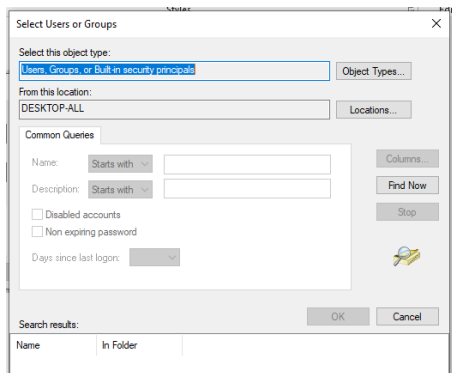 Styles
Select Users or Groups
Select this object type:
Users, Groups, or Built-in security principals
Object Types...
From this location:
DESKTOP-ALL
Locations...
Common Queries
Name: Starts with
Columns...
Description: Starts with
Find Now
Disabled accounts
Stop
Non expiring password
Days since last logon:
OK Cancel
Search results:
Name In Folder